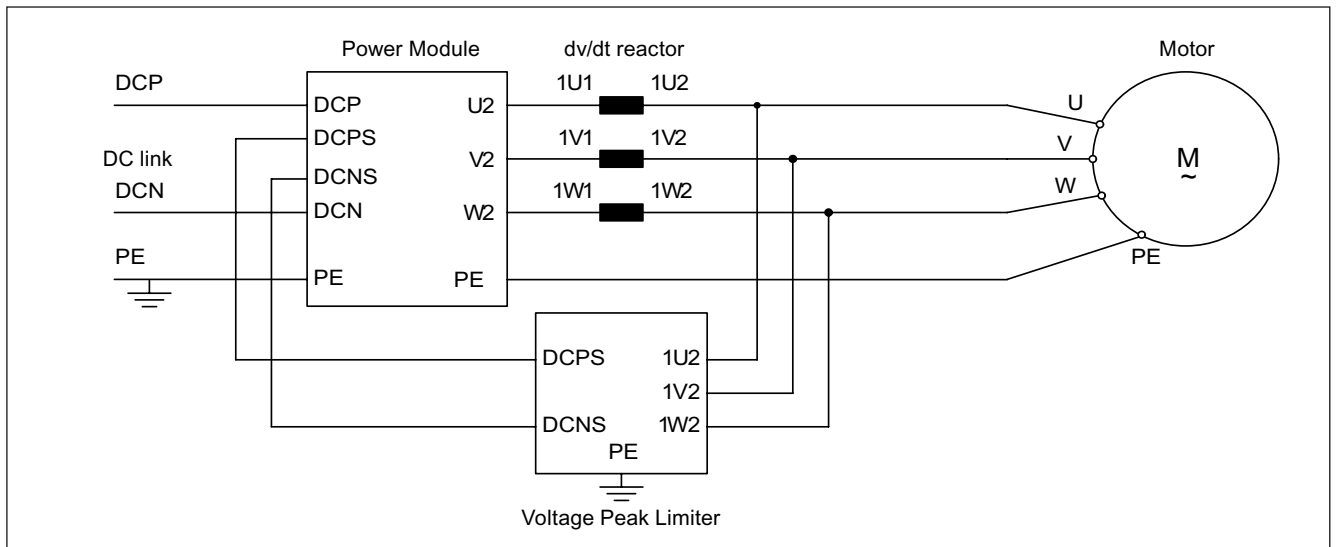 Power Module
dv/dt reactor
Motor
DCP
DCP
U2
1U1
1U2
U
DCPS
DC link
V2
1V1
1V2
V
M
~
DCNS
DCN
DCN
W2
1W1
1W2
W
PE
PE
PE
PE
DCPS
1U2
1V2
DCNS
1W2
PE
Voltage Peak Limiter